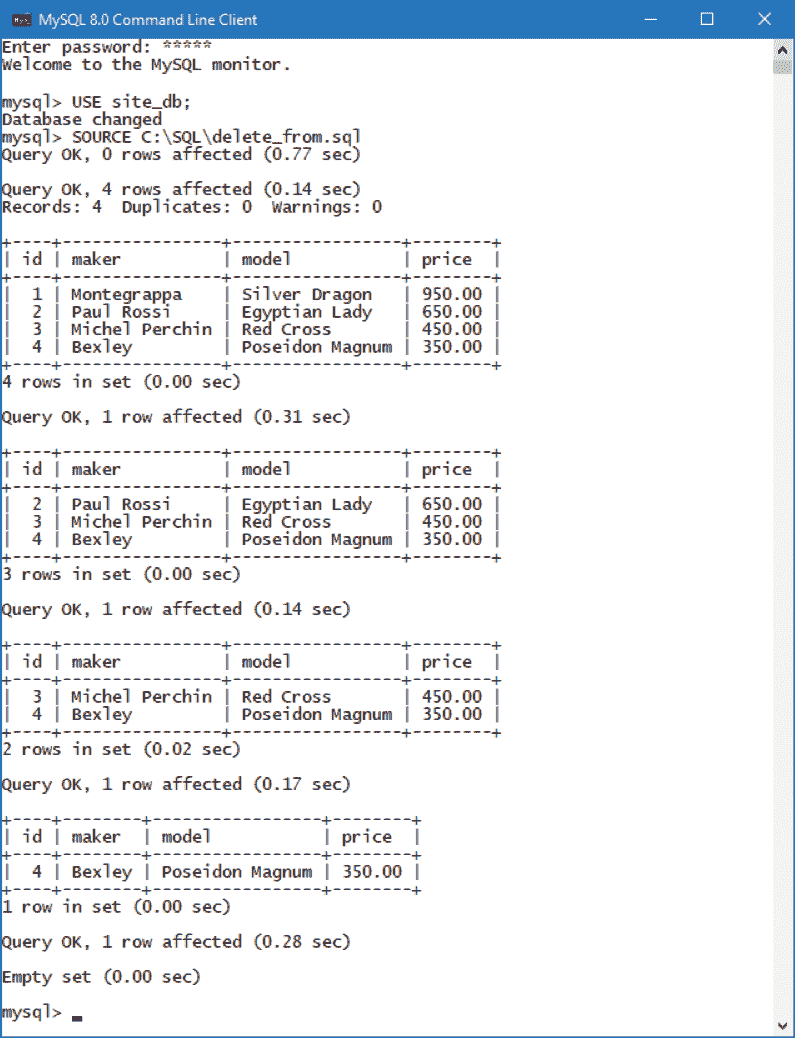 MySQL 8.0 Command Line Client
Enter password: *****
Welcome to the MySQL monitor.
mysql> USE site_db;
Database changed
mysql> SOURCE C:\SQL\delete_from.sql
Query OK, 0 rows affected (0.77 sec)
Query OK, 4 rows affected (0.14 sec)
Records: 4  Duplicates: 0  Warnings: 0
+----+----------------+-----------------+--------+
| id | maker          | model           | price  |
+----+----------------+-----------------+--------+
|  1 | Montegrappa    | Silver Dragon   | 950.00 |
|  2 | Paul Rossi     | Egyptian Lady   | 650.00 |
|  3 | Michel Perchin | Red Cross       | 450.00 |
|  4 | Bexley         | Poseidon Magnum | 350.00 |
+----+----------------+-----------------+--------+
4 rows in set (0.00 sec)
Query OK, 1 row affected (0.31 sec)
+----+----------------+-----------------+--------+
| id | maker          | model           | price  |
+----+----------------+-----------------+--------+
|  2 | Paul Rossi     | Egyptian Lady   | 650.00 |
|  3 | Michel Perchin | Red Cross       | 450.00 |
|  4 | Bexley         | Poseidon Magnum | 350.00 |
+----+----------------+-----------------+--------+
3 rows in set (0.00 sec)
Query OK, 1 row affected (0.14 sec)
+----+----------------+-----------------+--------+
| id | maker          | model           | price  |
+----+----------------+-----------------+--------+
|  3 | Michel Perchin | Red Cross       | 450.00 |
|  4 | Bexley         | Poseidon Magnum | 350.00 |
+----+----------------+-----------------+--------+
2 rows in set (0.02 sec)
Query OK, 1 row affected (0.17 sec)
+----+--------+-----------------+--------+
| id | maker  | model           | price  |
+----+--------+-----------------+--------+
|  4 | Bexley | Poseidon Magnum | 350.00 |
+----+--------+-----------------+--------+
1 row in set (0.00 sec)
Query OK, 1 row affected (0.28 sec)
Empty set (0.00 sec)
mysql> _